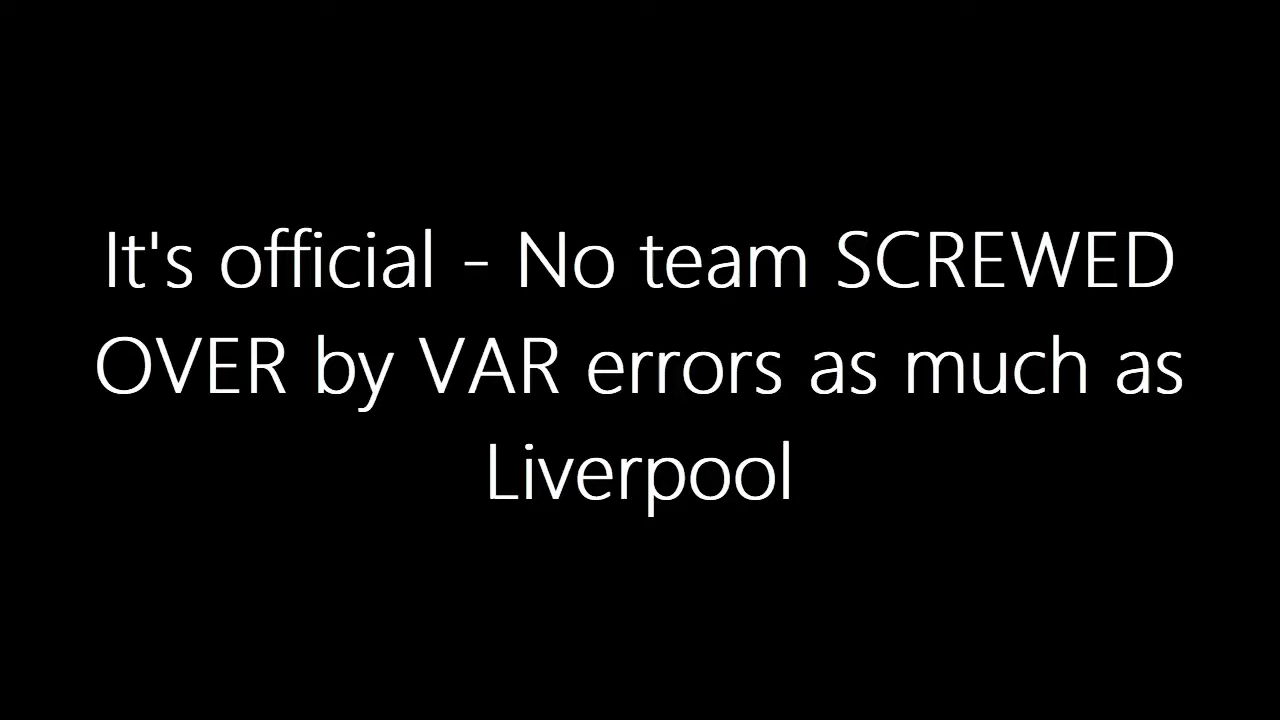 It's official - No team SCREWED
OVER by VAR errors as much as
Liverpool